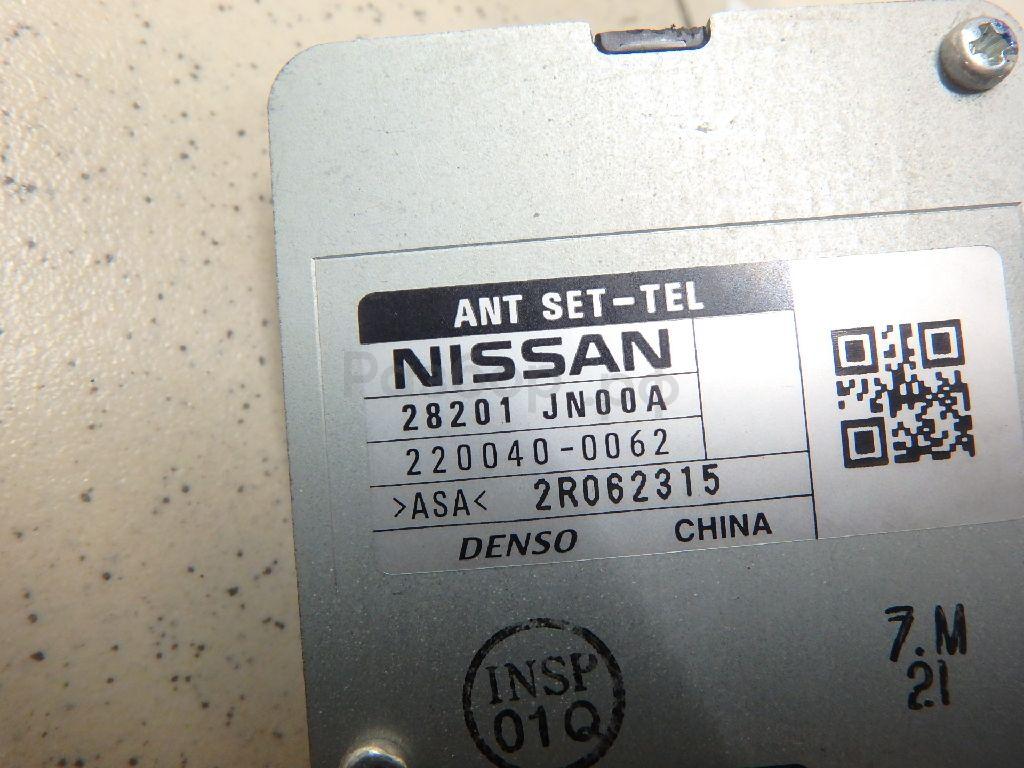 ANT SET-TEL
NISSAN
28201 JN00A
220040-0062
>ASA< 2R062315
DENSO CHINA
7.M
21
INSP
01Q